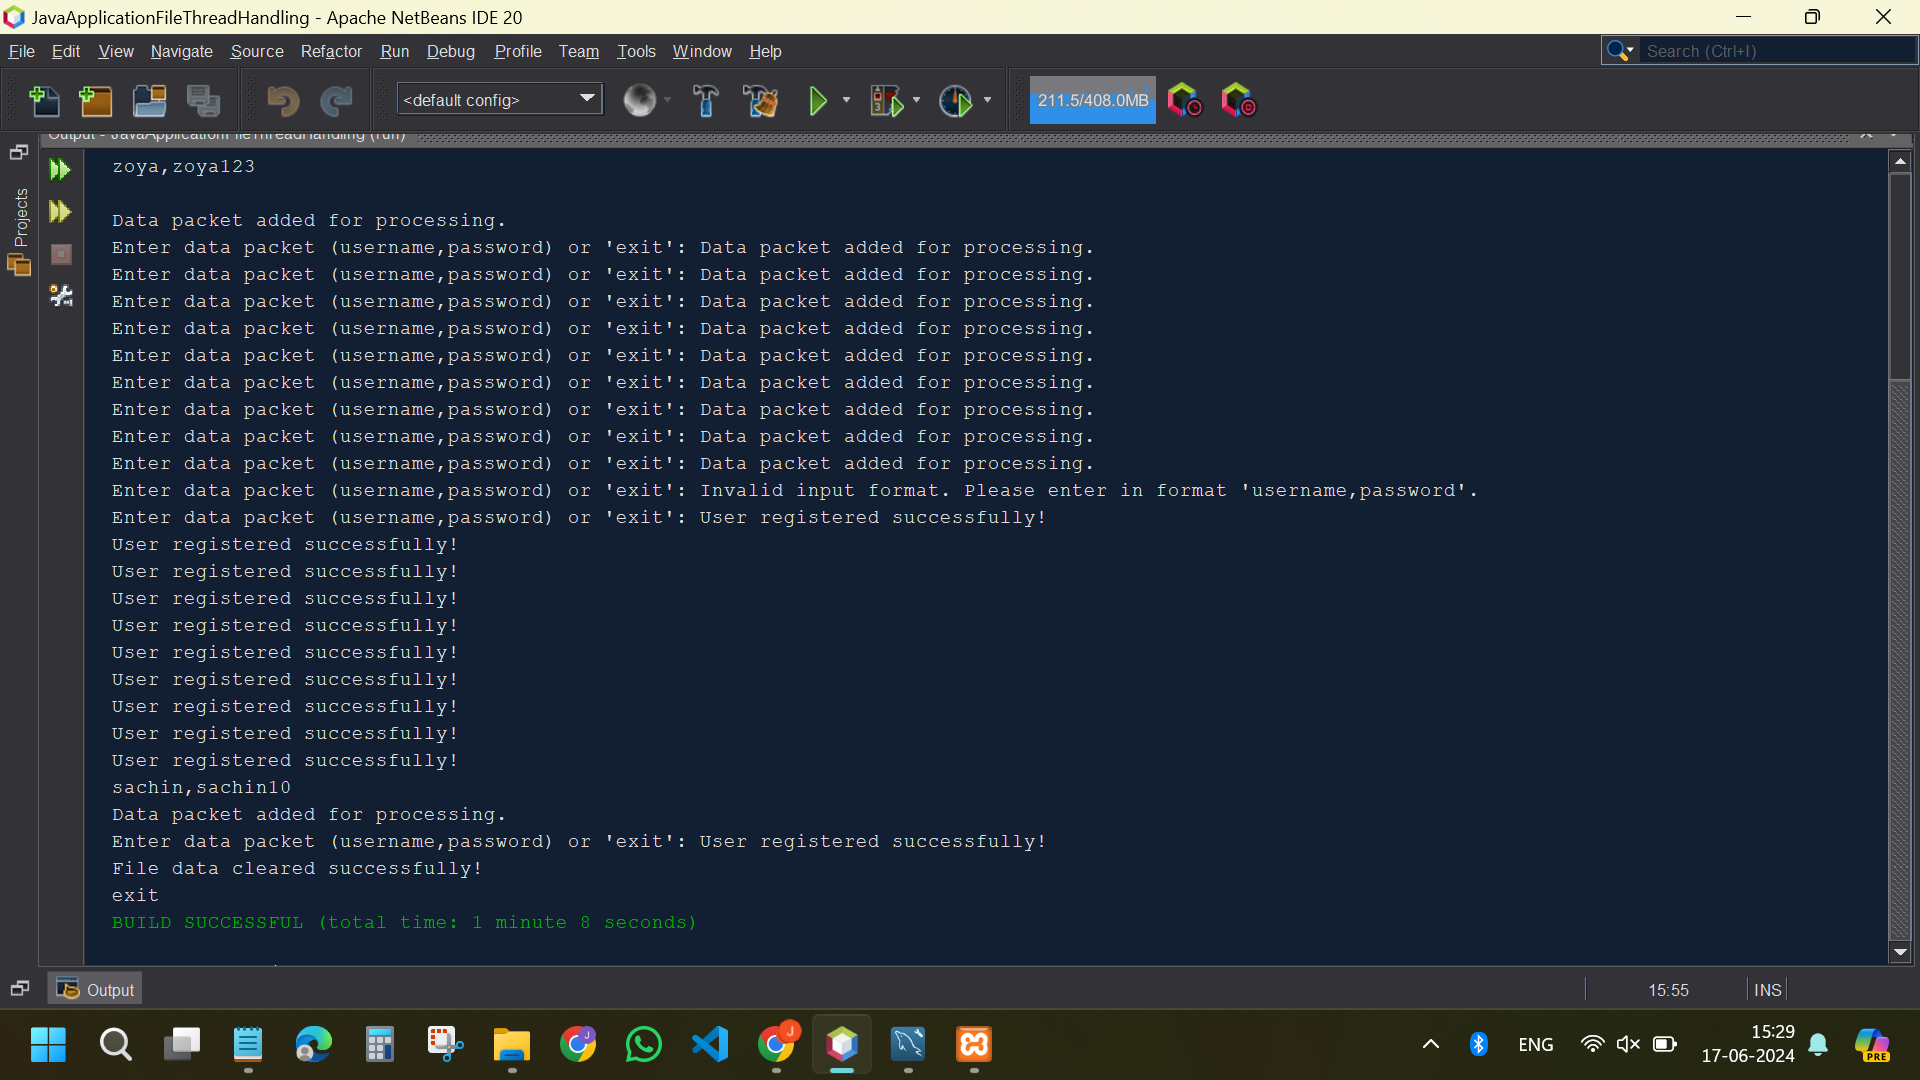 JavaApplicationFileThreadHandling - Apache NetBeans IDE 20
File Edit View Navigate Source Refactor Run Debug Profile Team Tools Window Help
Search (Ctrl+I)
<default config>
211.5/408.0MB
Output - JavaApplicationFileThreadHandling (run)
Projects
zoya,zoya123
Data packet added for processing.
Enter data packet (username,password) or 'exit': Data packet added for processing.
Enter data packet (username,password) or 'exit': Data packet added for processing.
Enter data packet (username,password) or 'exit': Data packet added for processing.
Enter data packet (username,password) or 'exit': Data packet added for processing.
Enter data packet (username,password) or 'exit': Data packet added for processing.
Enter data packet (username,password) or 'exit': Data packet added for processing.
Enter data packet (username,password) or 'exit': Data packet added for processing.
Enter data packet (username,password) or 'exit': Data packet added for processing.
Enter data packet (username,password) or 'exit': Data packet added for processing.
Enter data packet (username,password) or 'exit': Invalid input format. Please enter in format 'username,password'.
Enter data packet (username,password) or 'exit': User registered successfully!
User registered successfully!
User registered successfully!
User registered successfully!
User registered successfully!
User registered successfully!
User registered successfully!
User registered successfully!
User registered successfully!
User registered successfully!
sachin,sachin10
Data packet added for processing.
Enter data packet (username,password) or 'exit': User registered successfully!
File data cleared successfully!
exit
BUILD SUCCESSFUL (total time: 1 minute 8 seconds)
Output
15:55
INS
J
J
ENG
15:29
17-06-2024
PRE